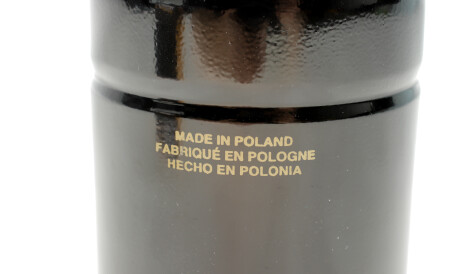 MADE IN POLAND
FABRIQUÉ EN POLOGNE
HECHO EN POLONIA